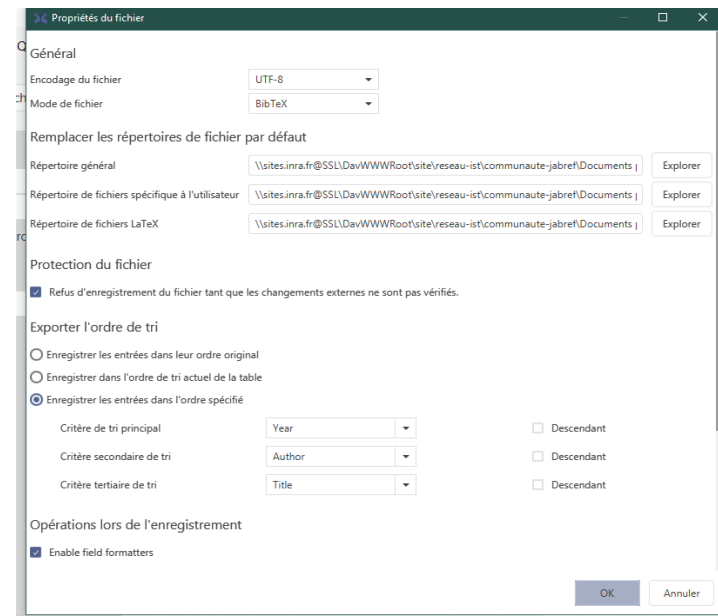 Propriétés du fichier
Général
Encodage du fichier UTF-8
Mode de fichier BibTeX
Remplacer les répertoires de fichier par défaut
Répertoire général \\sites.inra.fr@SSL\DavWWWRoot\site\reseau-ist\communaute-jabref\Documents Explorer
Répertoire de fichiers spécifique à l'utilisateur \\sites.inra.fr@SSL\DavWWWRoot\site\reseau-ist\communaute-jabref\Documents Explorer
Répertoire de fichiers LaTeX \\sites.inra.fr@SSL\DavWWWRoot\site\reseau-ist\communaute-jabref\Documents Explorer
Protection du fichier
Refus d'enregistrement du fichier tant que les changements externes ne sont pas vérifiés.
Exporter l'ordre de tri
Enregistrer les entrées dans leur ordre original
Enregistrer dans l'ordre de tri actuel de la table
Enregistrer les entrées dans l'ordre spécifié
Critère de tri principal Year Descendant
Critère secondaire de tri Author Descendant
Critère tertiaire de tri Title Descendant
Opérations lors de l'enregistrement
Enable field formatters
OK Annuler